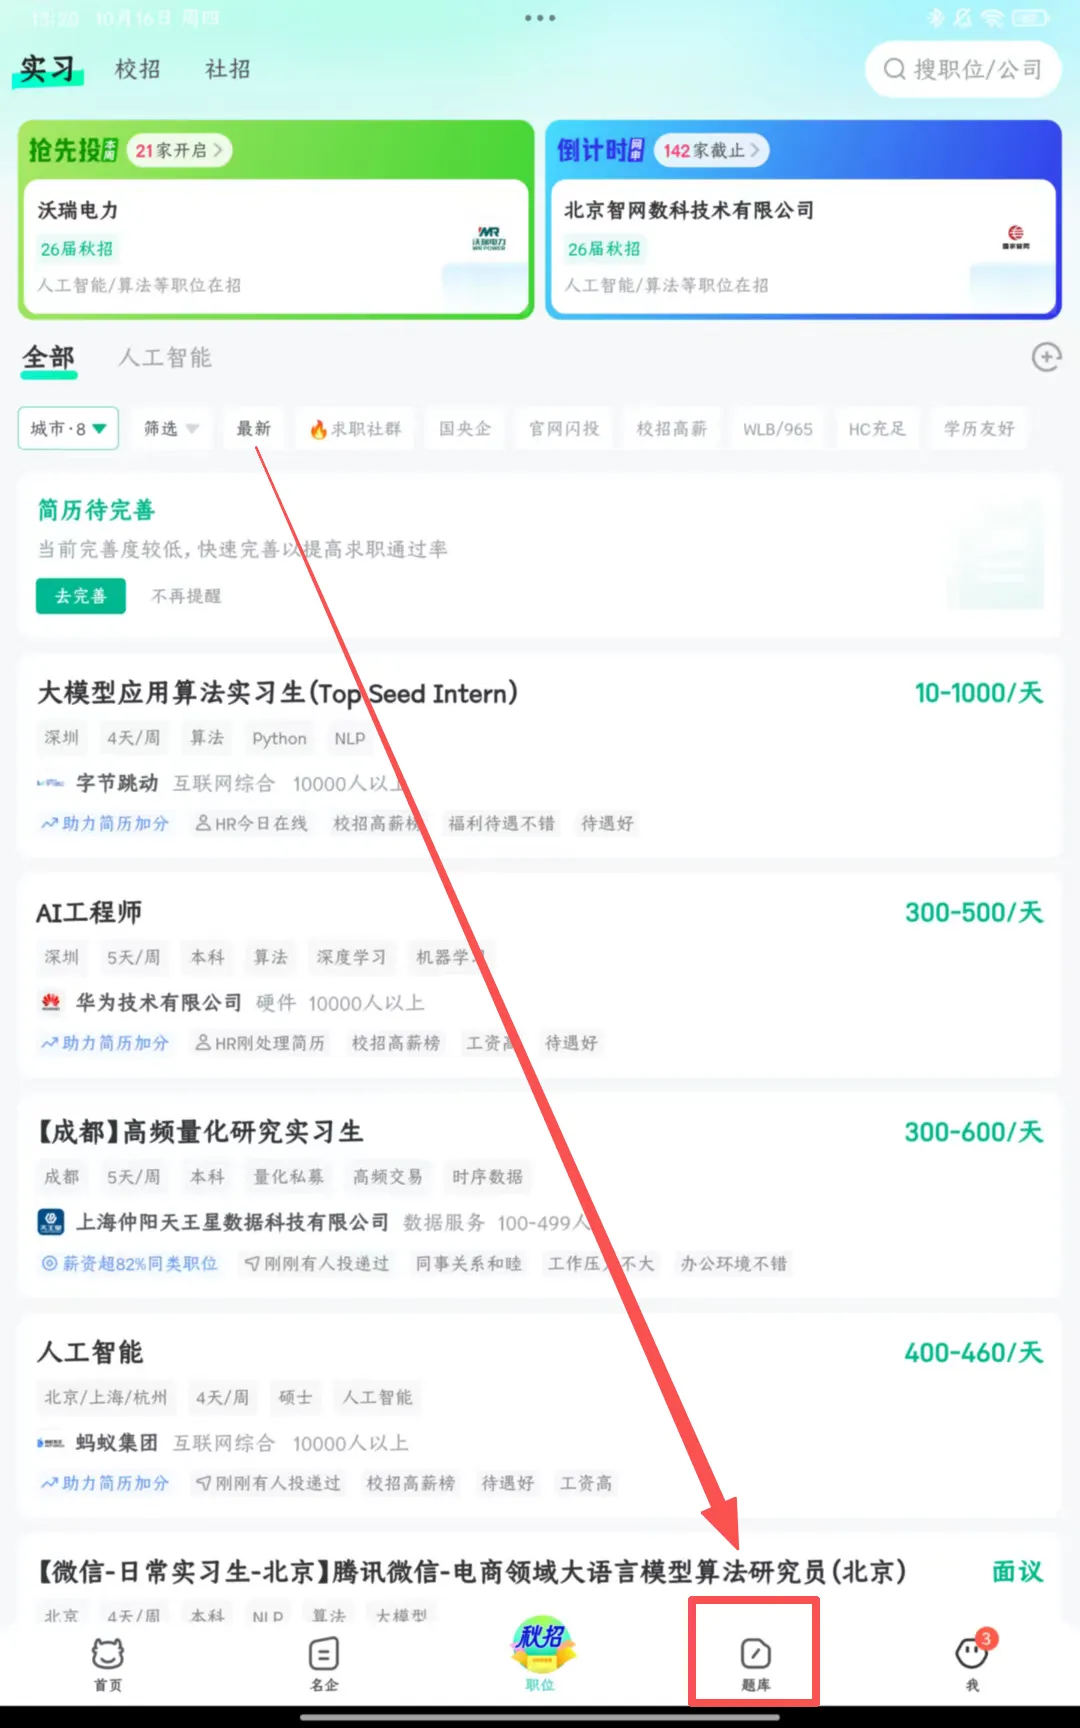 13:20 10月16日 周四
实习 校招 社招
搜职位/公司
抢先投 本周 21家开启
沃瑞电力
26届秋招
人工智能/算法等职位在招
沃瑞电力
WR POWER
倒计时 网申 142家截止
北京智网数科技术有限公司
26届秋招
人工智能/算法等职位在招
全部 人工智能
城市·8 筛选 最新 求职社群 国央企 官网闪投 校招高薪 WLB/965 HC充足 学历友好
简历待完善
当前完善度较低,快速完善以提高求职通过率
去完善 不再提醒
大模型应用算法实习生(Top Seed Intern) 10-1000/天
深圳 4天/周 算法 Python NLP
字节跳动 互联网综合 10000人以上
助力简历加分 HR今日在线 校招高薪榜 福利待遇不错 待遇好
AI工程师 300-500/天
深圳 5天/周 本科 算法 深度学习 机器学习
华为技术有限公司 硬件 10000人以上
助力简历加分 HR刚处理简历 校招高薪榜 工资高 待遇好
【成都】高频量化研究实习生 300-600/天
成都 5天/周 本科 量化私募 高频交易 时序数据
上海仲阳天王星数据科技有限公司 数据服务 100-499人
薪资超82%同类职位 刚刚有人投递过 同事关系和睦 工作压力不大 办公环境不错
人工智能 400-460/天
北京/上海/杭州 4天/周 硕士 人工智能
蚂蚁集团 互联网综合 10000人以上
助力简历加分 刚刚有人投递过 校招高薪榜 待遇好 工资高
【微信-日常实习生-北京】腾讯微信-电商领域大语言模型算法研究员(北京) 面议
北京 4天/周 本科 NLP 算法 大模型
秋招
3
首页 名企 职位 题库 我